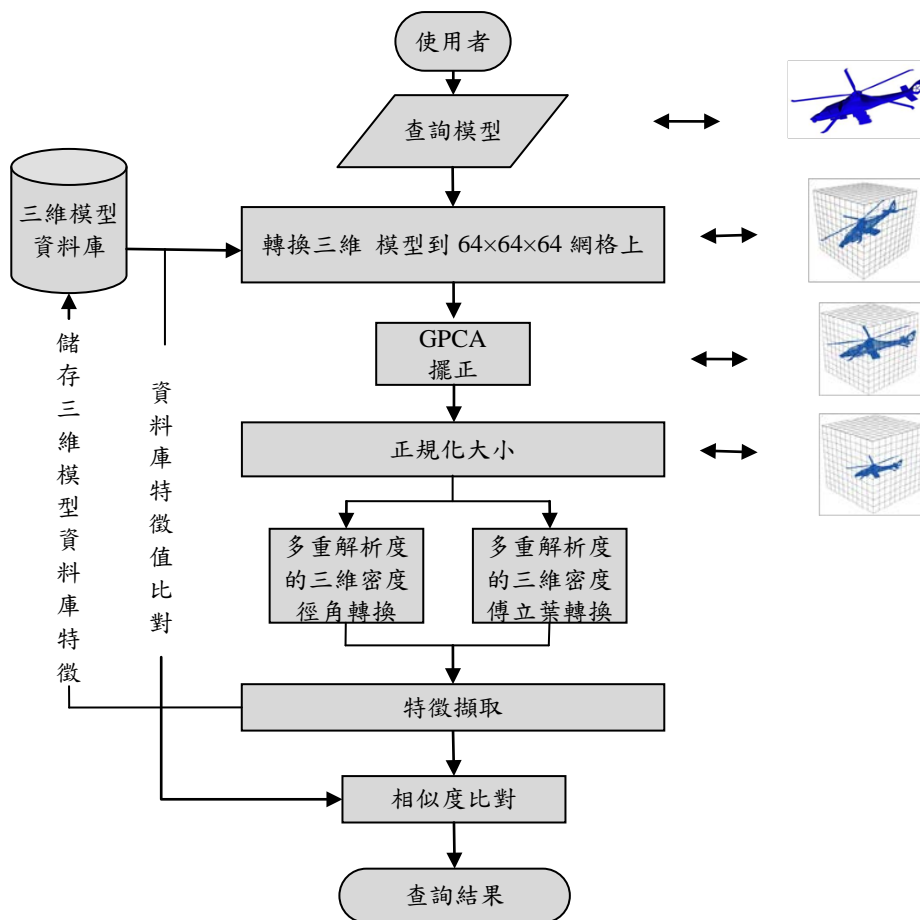 使用者
查詢模型
三維模型
資料庫
轉換三維 模型到 64×64×64 網格上
GPCA
擺正
正規化大小
多重解析度
的三維密度
徑角轉換
多重解析度
的三維密度
傅立葉轉換
儲存三維模型資料庫特徵
資料庫特徵值比對
特徵擷取
相似度比對
查詢結果